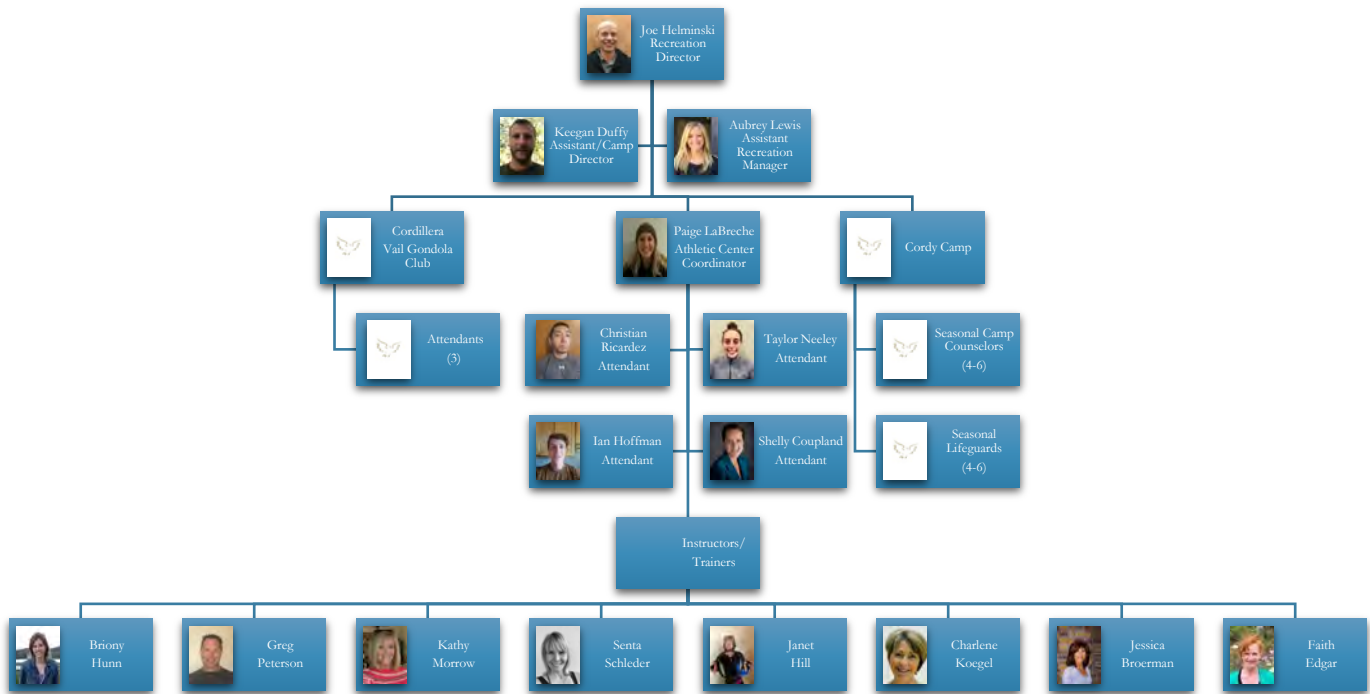 Joe Helminski
Recreation
Director
Keegan Duffy
Assistant/Camp
Director
Aubrey Lewis
Assistant
Recreation
Manager
Cordillera
Vail Gondola
Club
Paige LaBreche
Athletic Center
Coordinator
Cordy Camp
Attendants
(3)
Christian
Ricardez
Attendant
Taylor Neeley
Attendant
Seasonal Camp
Counselors
(4-6)
Ian Hoffman
Attendant
Shelly Coupland
Attendant
Seasonal
Lifeguards
(4-6)
Instructors/
Trainers
Briony
Hunn
Greg
Peterson
Kathy
Morrow
Senta
Schleder
Janet
Hill
Charlene
Koegel
Jessica
Broerman
Faith
Edgar